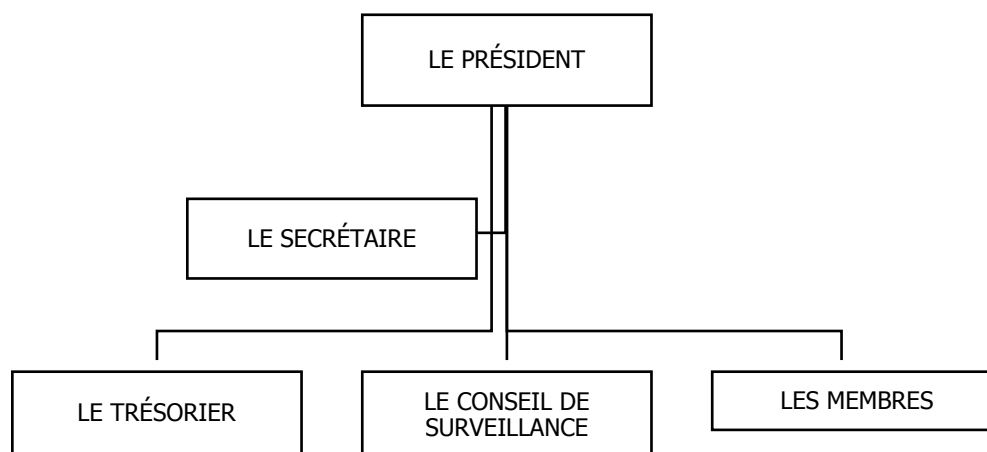 LE PRÉSIDENT
LE SECRÉTAIRE
LE TRÉSORIER
LE CONSEIL DE
SURVEILLANCE
LES MEMBRES